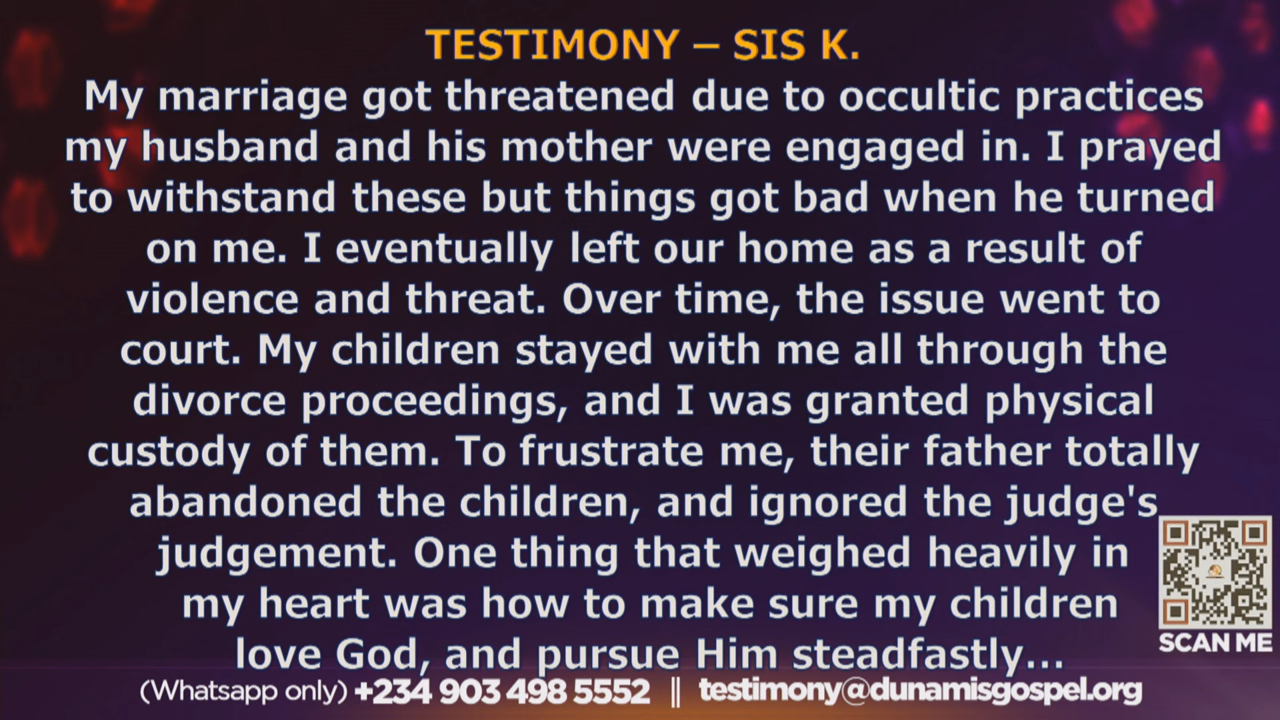 TESTIMONY – SIS K.
My marriage got threatened due to occultic practices
my husband and his mother were engaged in. I prayed
to withstand these but things got bad when he turned
on me. I eventually left our home as a result of
violence and threat. Over time, the issue went to
court. My children stayed with me all through the
divorce proceedings, and I was granted physical
custody of them. To frustrate me, their father totally
abandoned the children, and ignored the judge's
judgement. One thing that weighed heavily in
my heart was how to make sure my children
love God, and pursue Him steadfastly...
SCAN ME
(Whatsapp only) +234 903 498 5552 || testimony@dunamisgospel.org